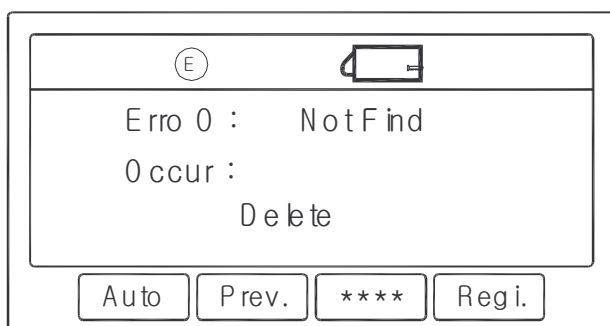 E
Erro 0 : NotFind
Occur :
Delete
Auto Prev. **** Regi.